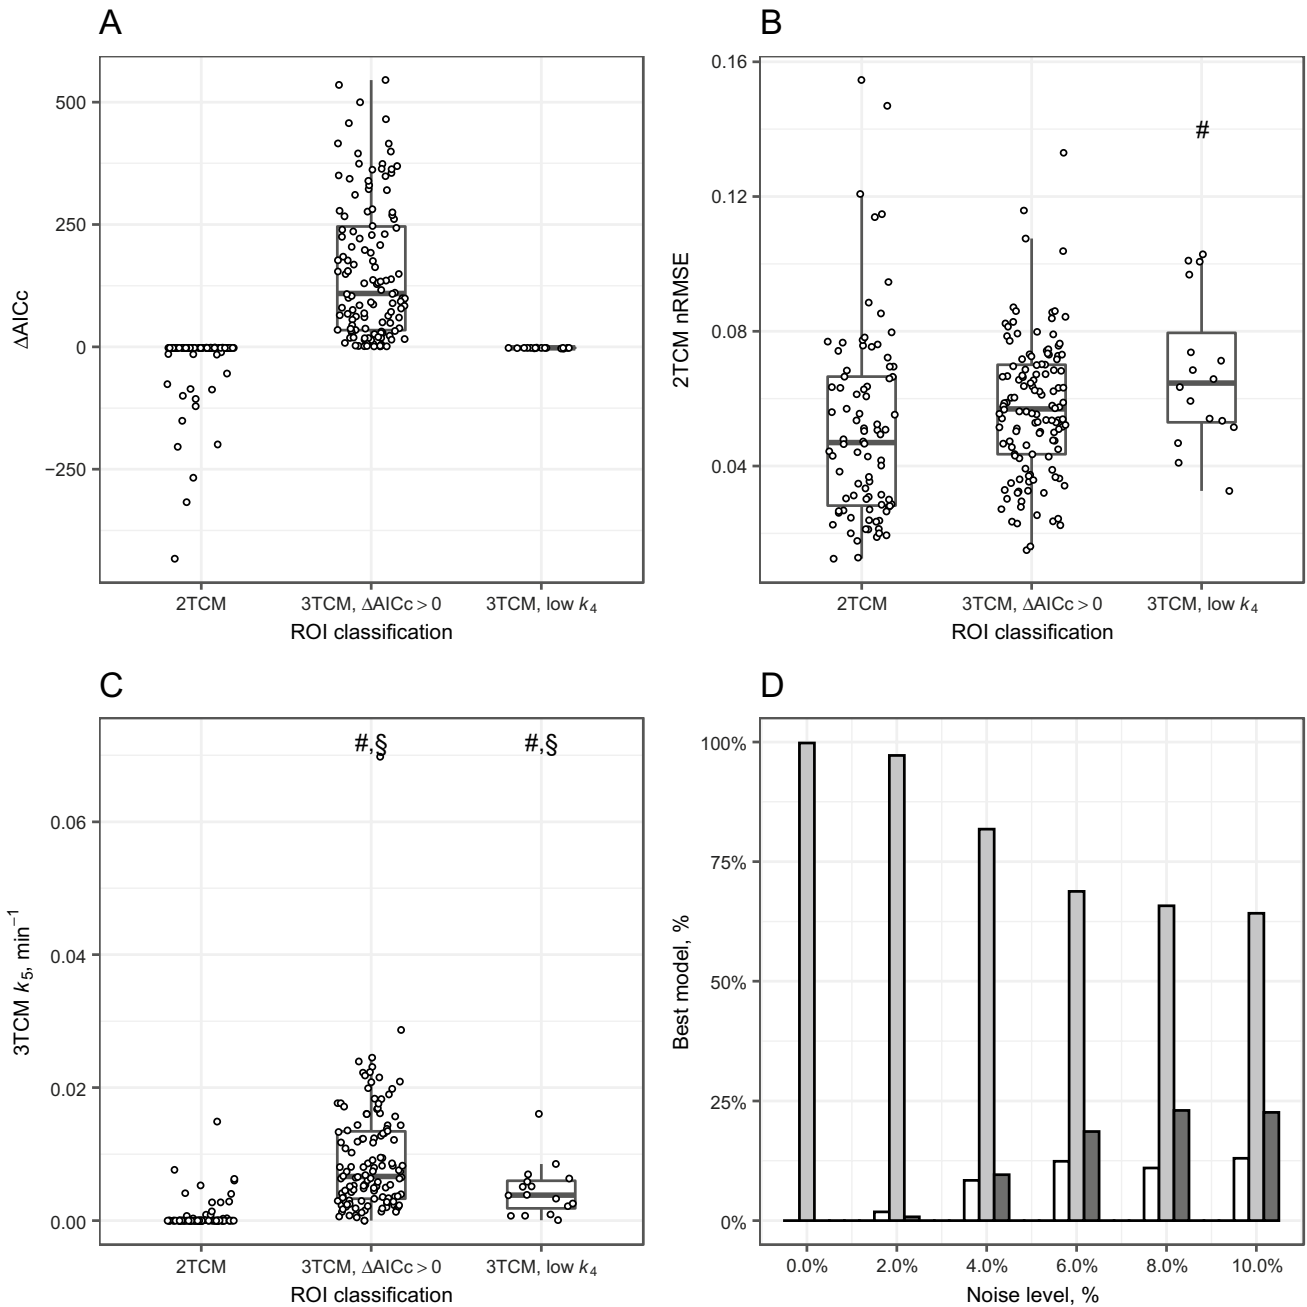 A
500
250
0
−250
ΔAICc
2TCM
3TCM, ΔAICc > 0
3TCM, low k4
ROI classification
B
0.16
0.12
0.08
0.04
2TCM nRMSE
#
2TCM
3TCM, ΔAICc > 0
3TCM, low k4
ROI classification
C
0.06
0.04
0.02
0.00
3TCM k5, min−1
#,§
#,§
2TCM
3TCM, ΔAICc > 0
3TCM, low k4
ROI classification
D
100%
75%
50%
25%
0%
Best model, %
0.0%
2.0%
4.0%
6.0%
8.0%
10.0%
Noise level, %